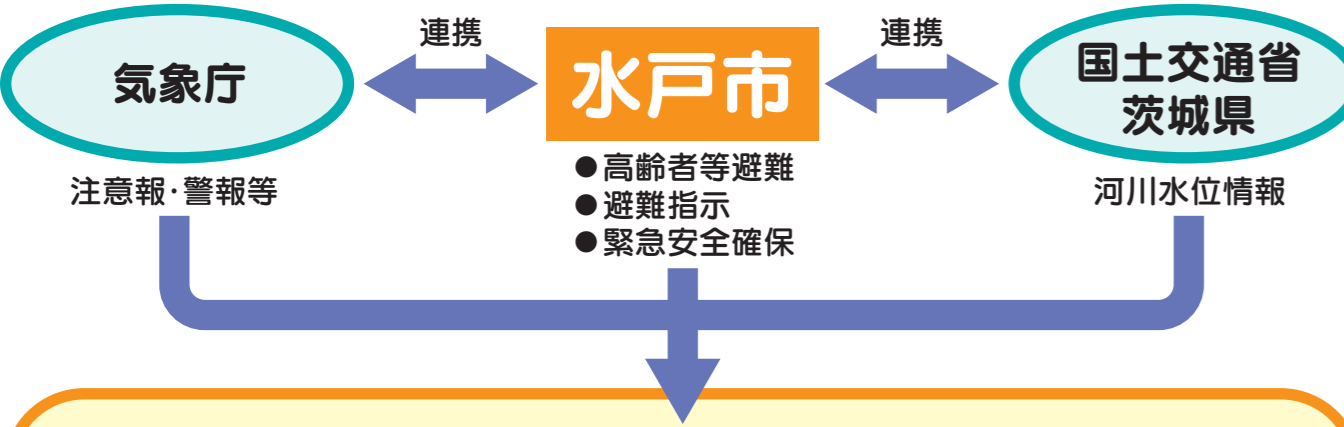 連携
連携
気象庁
水戸市
国土交通省
茨城県
注意報・警報等
●高齢者等避難
●避難指示
●緊急安全確保
河川水位情報